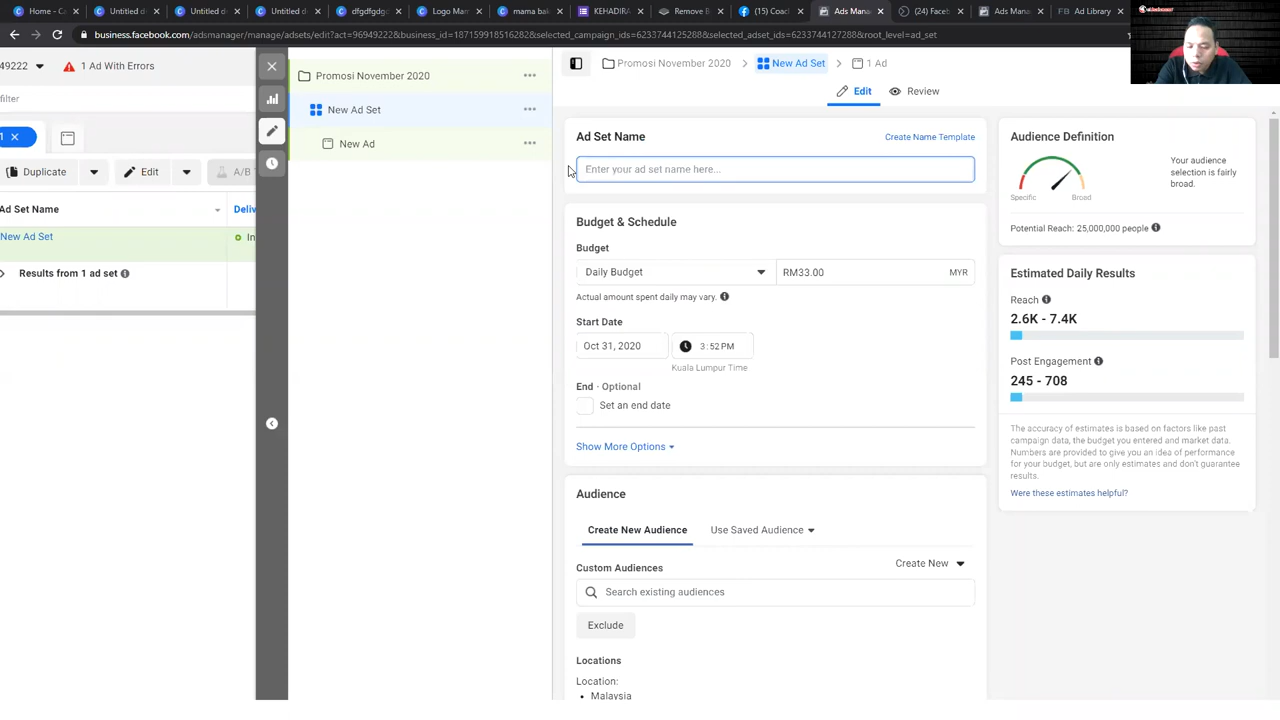 Home - Ca
Untitled d
Untitled d
Untitled d
dfgdfgdc
Logo Mam
mama bak
KEHADIRA
Remove B
(15) Coac
Ads Mana
(24) Faceb
Ads Mana
Ad Library
business.facebook.com/adsmanager/manage/adsets/edit?act=96949222&business_id=187159185162828&selected_campaign_ids=6233744125288&selected_adset_ids=6233744127288&root_level=ad_set
49222
1 Ad With Errors
Promosi November 2020
New Ad Set
New Ad
filter
1
Duplicate
Edit
A/B
Ad Set Name
Deliv
New Ad Set
In
Results from 1 ad set
Promosi November 2020
New Ad Set
1 Ad
Edit
Review
Ad Set Name
Create Name Template
Enter your ad set name here...
Budget & Schedule
Budget
Daily Budget
RM33.00
MYR
Actual amount spent daily may vary.
Start Date
Oct 31, 2020
3:52PM
Kuala Lumpur Time
End · Optional
Set an end date
Show More Options
Audience
Create New Audience
Use Saved Audience
Custom Audiences
Create New
Search existing audiences
Exclude
Locations
Location:
• Malaysia
Audience Definition
Your audience
selection is fairly
broad.
Specific
Broad
Potential Reach: 25,000,000 people
Estimated Daily Results
Reach
2.6K - 7.4K
Post Engagement
245 - 708
The accuracy of estimates is based on factors like past
campaign data, the budget you entered and market data.
Numbers are provided to give you an idea of performance
for your budget, but are only estimates and don't guarantee
results.
Were these estimates helpful?